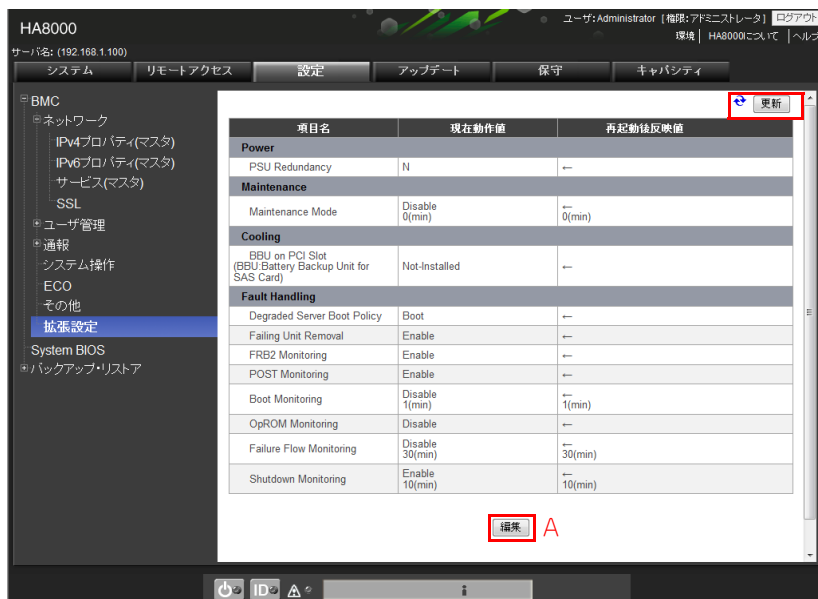 HA8000
ユーザ:Administrator [権限:アドミニストレータ] ログアウト
環境 | HA8000について | ヘルプ
サーバ名: (192.168.1.100)
システム リモートアクセス 設定 アップデート 保守 キャパシティ
BMC
ネットワーク
IPv4プロパティ(マスタ)
IPv6プロパティ(マスタ)
サービス(マスタ)
SSL
ユーザ管理
通報
システム操作
ECO
その他
拡張設定
System BIOS
バックアップ・リストア
更新
項目名 現在動作値 再起動後反映値
Power
PSU Redundancy N ←
Maintenance
Maintenance Mode Disable ←
0(min) 0(min)
Cooling
BBU on PCI Slot
(BBU:Battery Backup Unit for Not-Installed ←
SAS Card)
Fault Handling
Degraded Server Boot Policy Boot ←
Failing Unit Removal Enable ←
FRB2 Monitoring Enable ←
POST Monitoring Enable ←
Boot Monitoring Disable ←
1(min) 1(min)
OpROM Monitoring Disable ←
Failure Flow Monitoring Disable ←
30(min) 30(min)
Shutdown Monitoring Enable ←
10(min) 10(min)
編集 A
ID